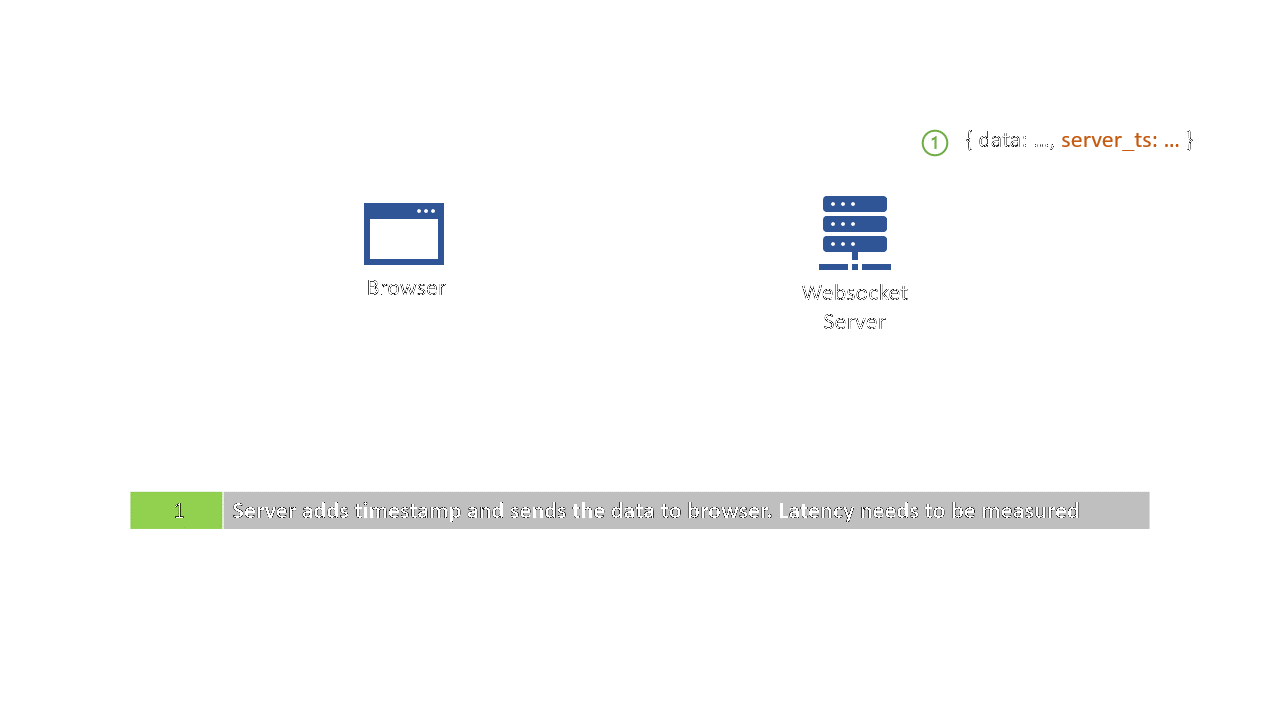 1 { data: ..., server_ts: ... }
Browser
Websocket
Server
1 Server adds timestamp and sends the data to browser. Latency needs to be measured